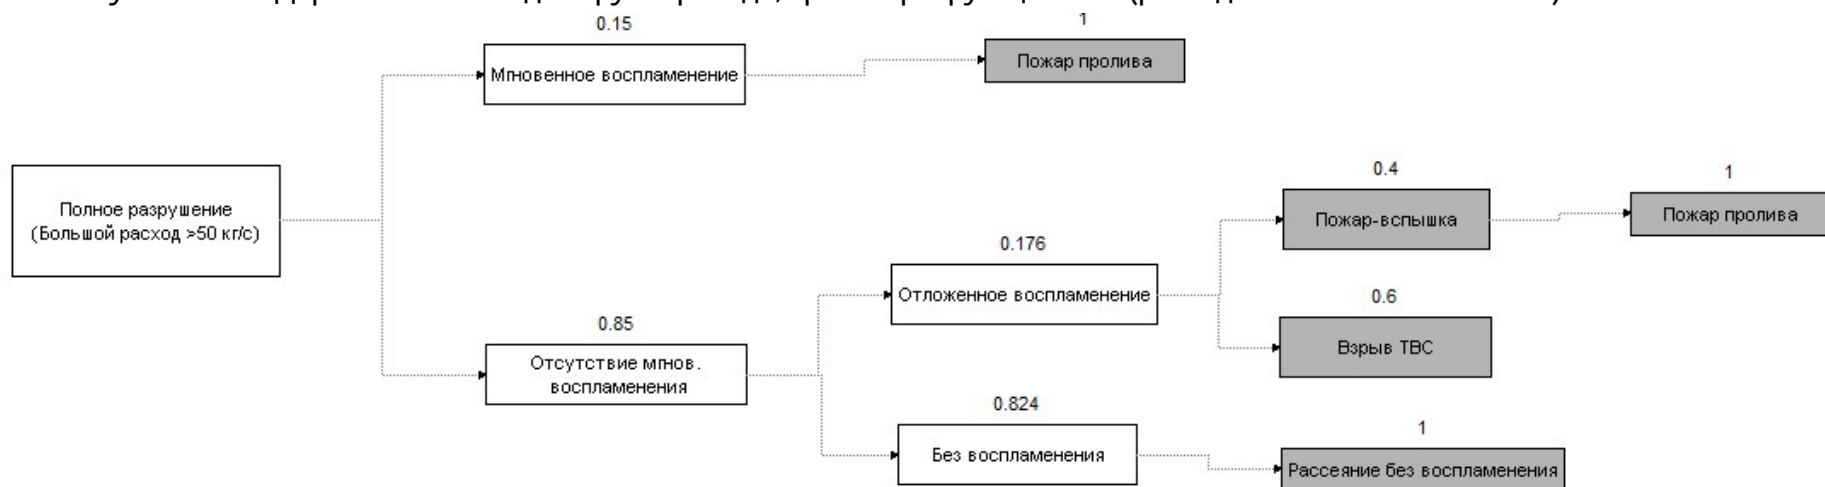 0.15
1
Мгновенное воспламенение
Пожар пролива
0.4
1
Полное разрушение
(Большой расход >50 кг/с)
Пожар-вспышка
Пожар пролива
0.176
Отложенное воспламенение
0.6
0.85
Взрыв ТВС
Отсутствие мгнов.
воспламенения
0.824
1
Без воспламенения
Рассеяние без воспламенения